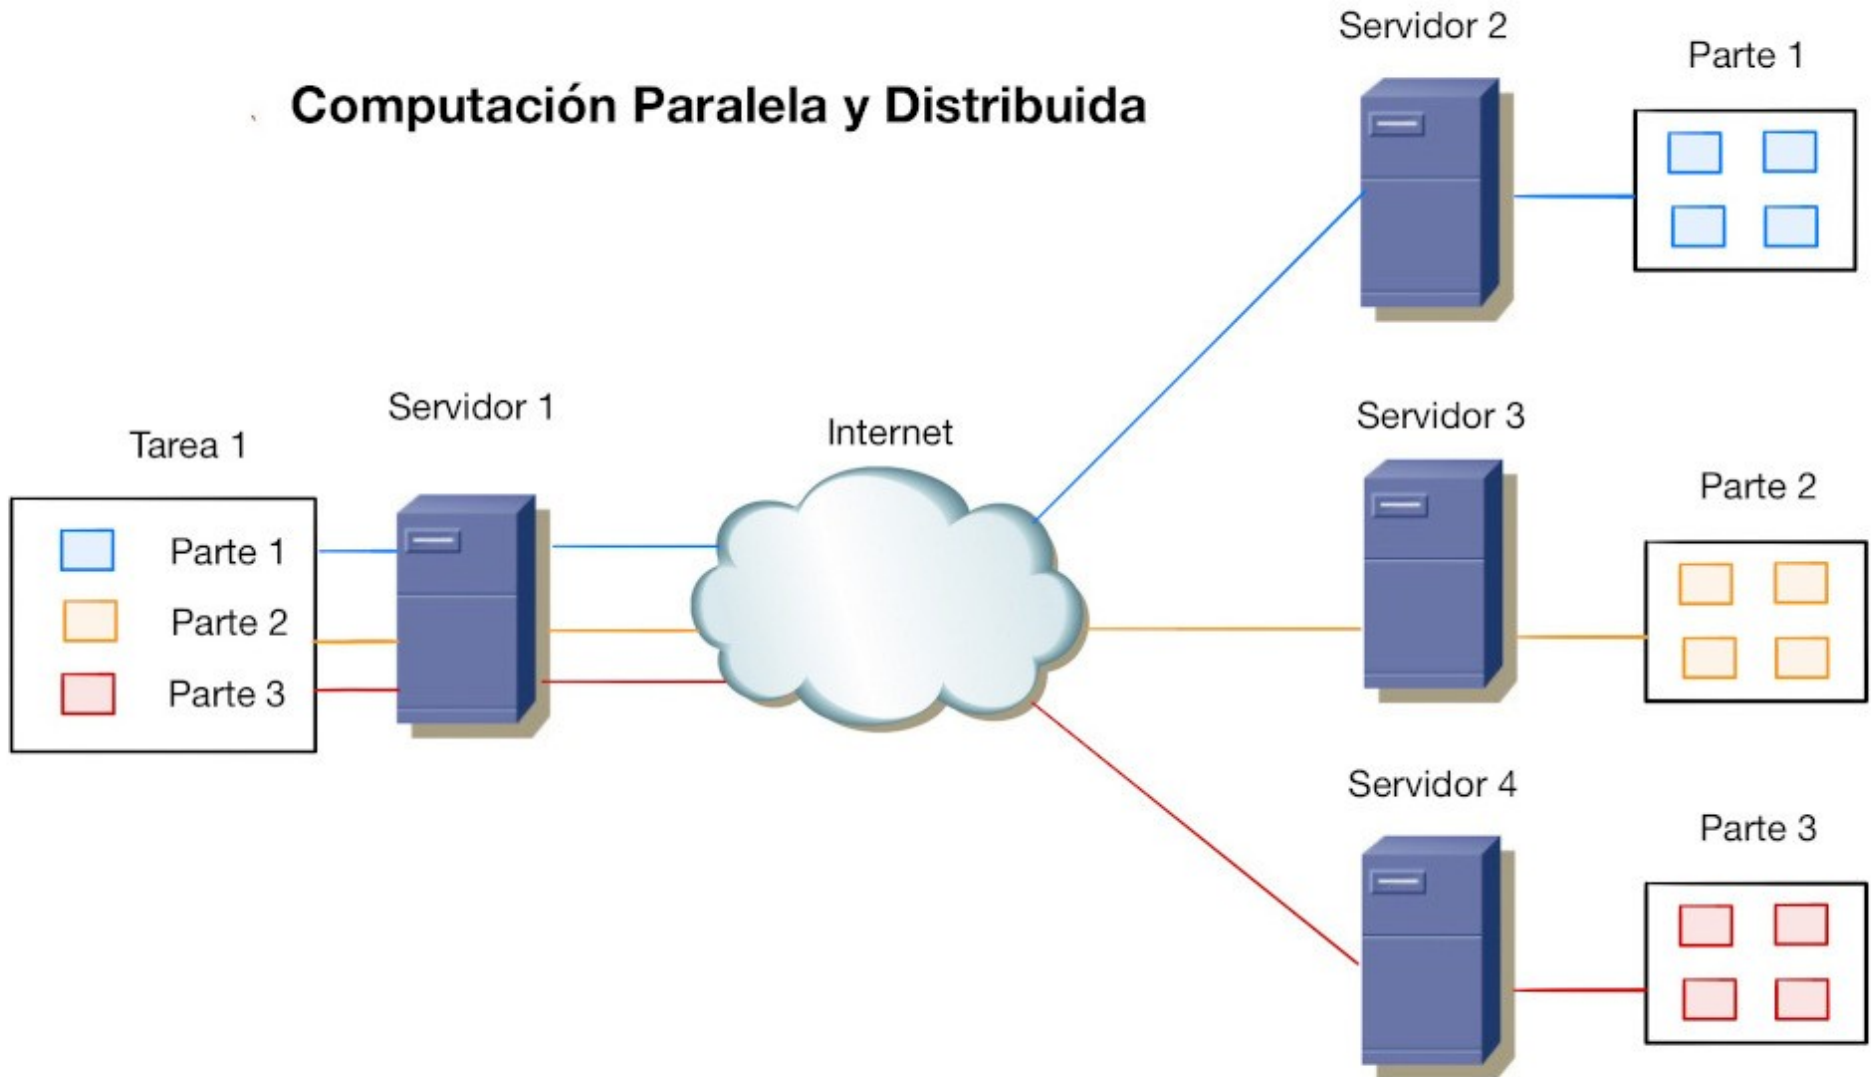 Computación Paralela y Distribuida
Servidor 2
Parte 1
Servidor 1
Tarea 1
Parte 1
Parte 2
Parte 3
Internet
Servidor 3
Parte 2
Servidor 4
Parte 3